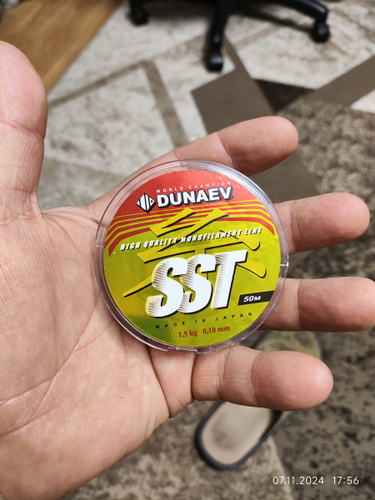 WORLD CHAMPION
DUNAEV
HIGH QUALITY MONOFILAMENT LINE
SST
50м
MADE IN JAPAN
1,5 kg 0,10 mm
07.11.2024 17:56